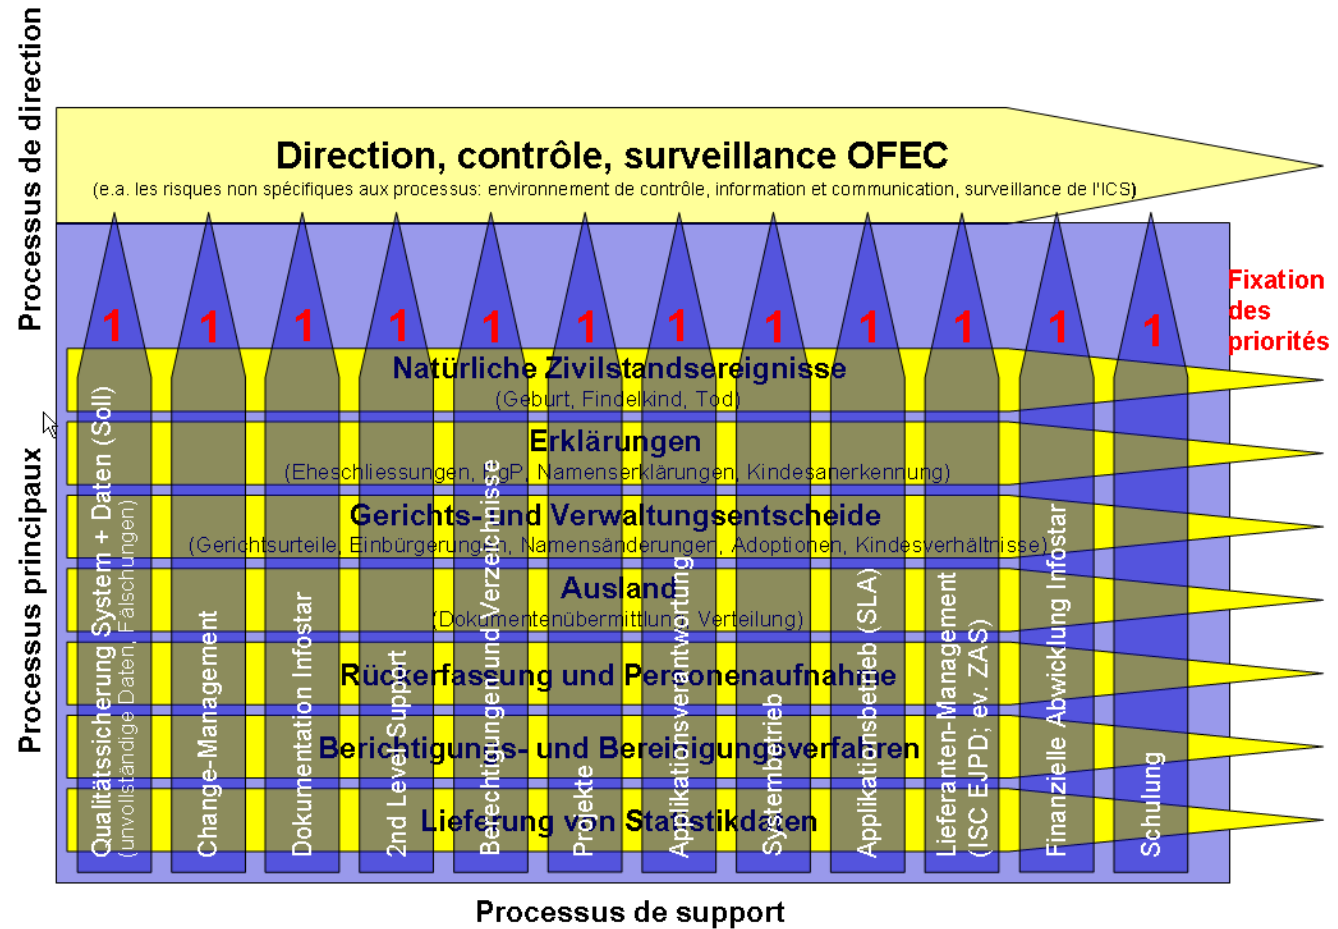 Processus de direction
Direction, contrôle, surveillance OFEC
(e.a. les risques non spécifiques aux processus: environnement de contrôle, information et communication, surveillance de l'ICS)
Fixation
des
priorités
1 1 1 1 1 1 1 1 1 1 1 1
Processus principaux
Natürliche Zivilstandsereignisse
(Geburt, Findelkind, Tod)
Erklärungen
(Eheschliessungen, PgP, Namenserklärungen, Kindesanerkennung)
Gerichts- und Verwaltungsentscheide
(Gerichtsurteile, Einbürgerungen, Namensänderungen, Adoptionen, Kindesverhältnisse)
Ausland
(Dokumentenübermittlung, Verteilung)
Rückerfassung und Personenaufnahme
Berichtigungs- und Bereinigungsverfahren
Lieferung von Statistikdaten
Qualitätssicherung System + Daten (Soll)
(unvollständige Daten, Fälschungen)
Change-Management
Dokumentation Infostar
2nd Level Support
Berechtigungen und Verzeichnisse
Projekte
Applikationsverantwortung
Systembetrieb
Applikationsbetrieb (SLA)
Lieferanten-Management
(ISC EJPD; ev. ZAS)
Finanzielle Abwicklung Infostar
Schulung
Processus de support